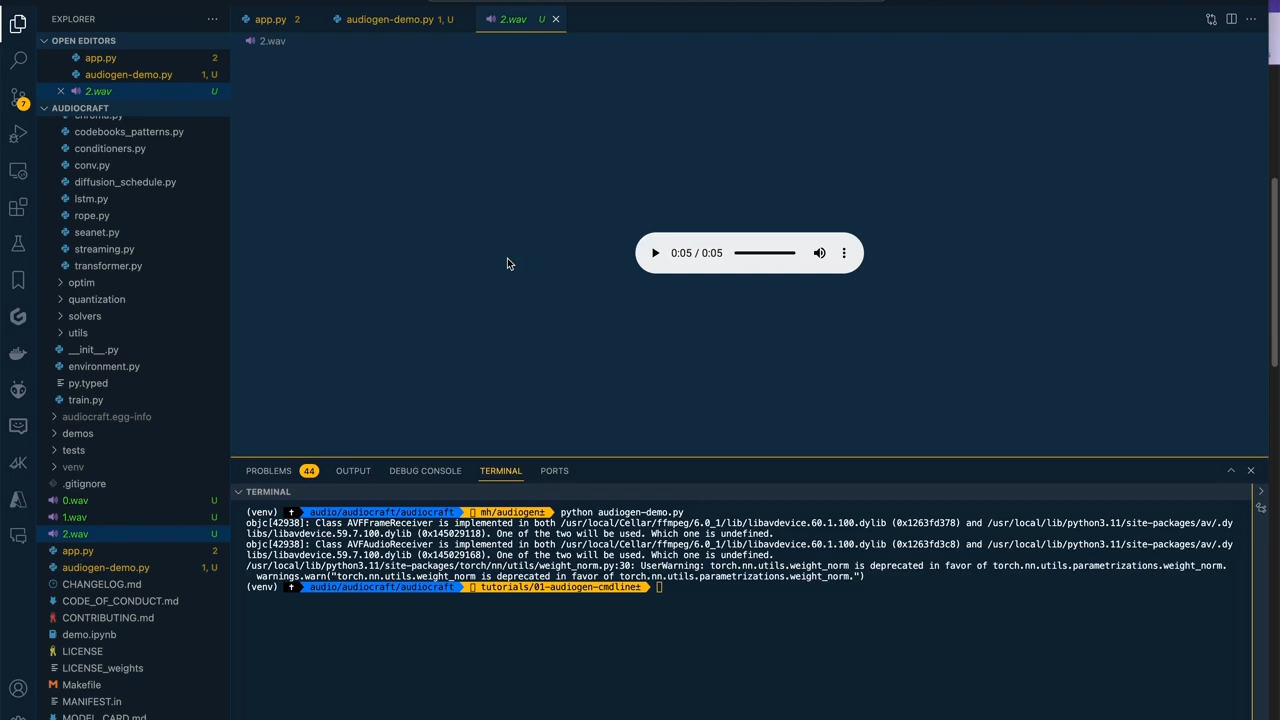 EXPLORER
OPEN EDITORS
app.py 2
audiogen-demo.py 1, U
2.wav U
AUDIOCRAFT
chroma.py
codebooks_patterns.py
conditioners.py
conv.py
diffusion_schedule.py
lstm.py
rope.py
seanet.py
streaming.py
transformer.py
optim
quantization
solvers
utils
__init__.py
environment.py
py.typed
train.py
audiocraft.egg-info
demos
tests
venv
.gitignore
0.wav U
1.wav U
2.wav U
app.py 2
audiogen-demo.py U
CHANGELOG.md
CODE_OF_CONDUCT.md
CONTRIBUTING.md
demo.ipynb
LICENSE
LICENSE_weights
Makefile
MANIFEST.in
MODEL_CARD.md
7
app.py 2
audiogen-demo.py 1, U
2.wav U
2.wav
0:05 / 0:05
PROBLEMS 44 OUTPUT DEBUG CONSOLE TERMINAL PORTS
TERMINAL
(venv) audio/audiocraft/audiocraft mh/audiogen± python audiogen-demo.py
objc[42938]: Class AVFFrameReceiver is implemented in both /usr/local/Cellar/ffmpeg/6.0_1/lib/libavdevice.60.1.100.dylib (0x1263fd378) and /usr/local/lib/python3.11/site-packages/av/.dy
libs/libavdevice.59.7.100.dylib (0x145029118). One of the two will be used. Which one is undefined.
objc[42938]: Class AVFAudioReceiver is implemented in both /usr/local/Cellar/ffmpeg/6.0_1/lib/libavdevice.60.1.100.dylib (0x1263fd3c8) and /usr/local/lib/python3.11/site-packages/av/.dy
libs/libavdevice.59.7.100.dylib (0x145029168). One of the two will be used. Which one is undefined.
/usr/local/lib/python3.11/site-packages/torch/nn/utils/weight_norm.py:30: UserWarning: torch.nn.utils.weight_norm is deprecated in favor of torch.nn.utils.parametrizations.weight_norm.
warnings.warn("torch.nn.utils.weight_norm is deprecated in favor of torch.nn.utils.parametrizations.weight_norm.")
(venv) audio/audiocraft/audiocraft tutorials/01-audiogen-cmdline±